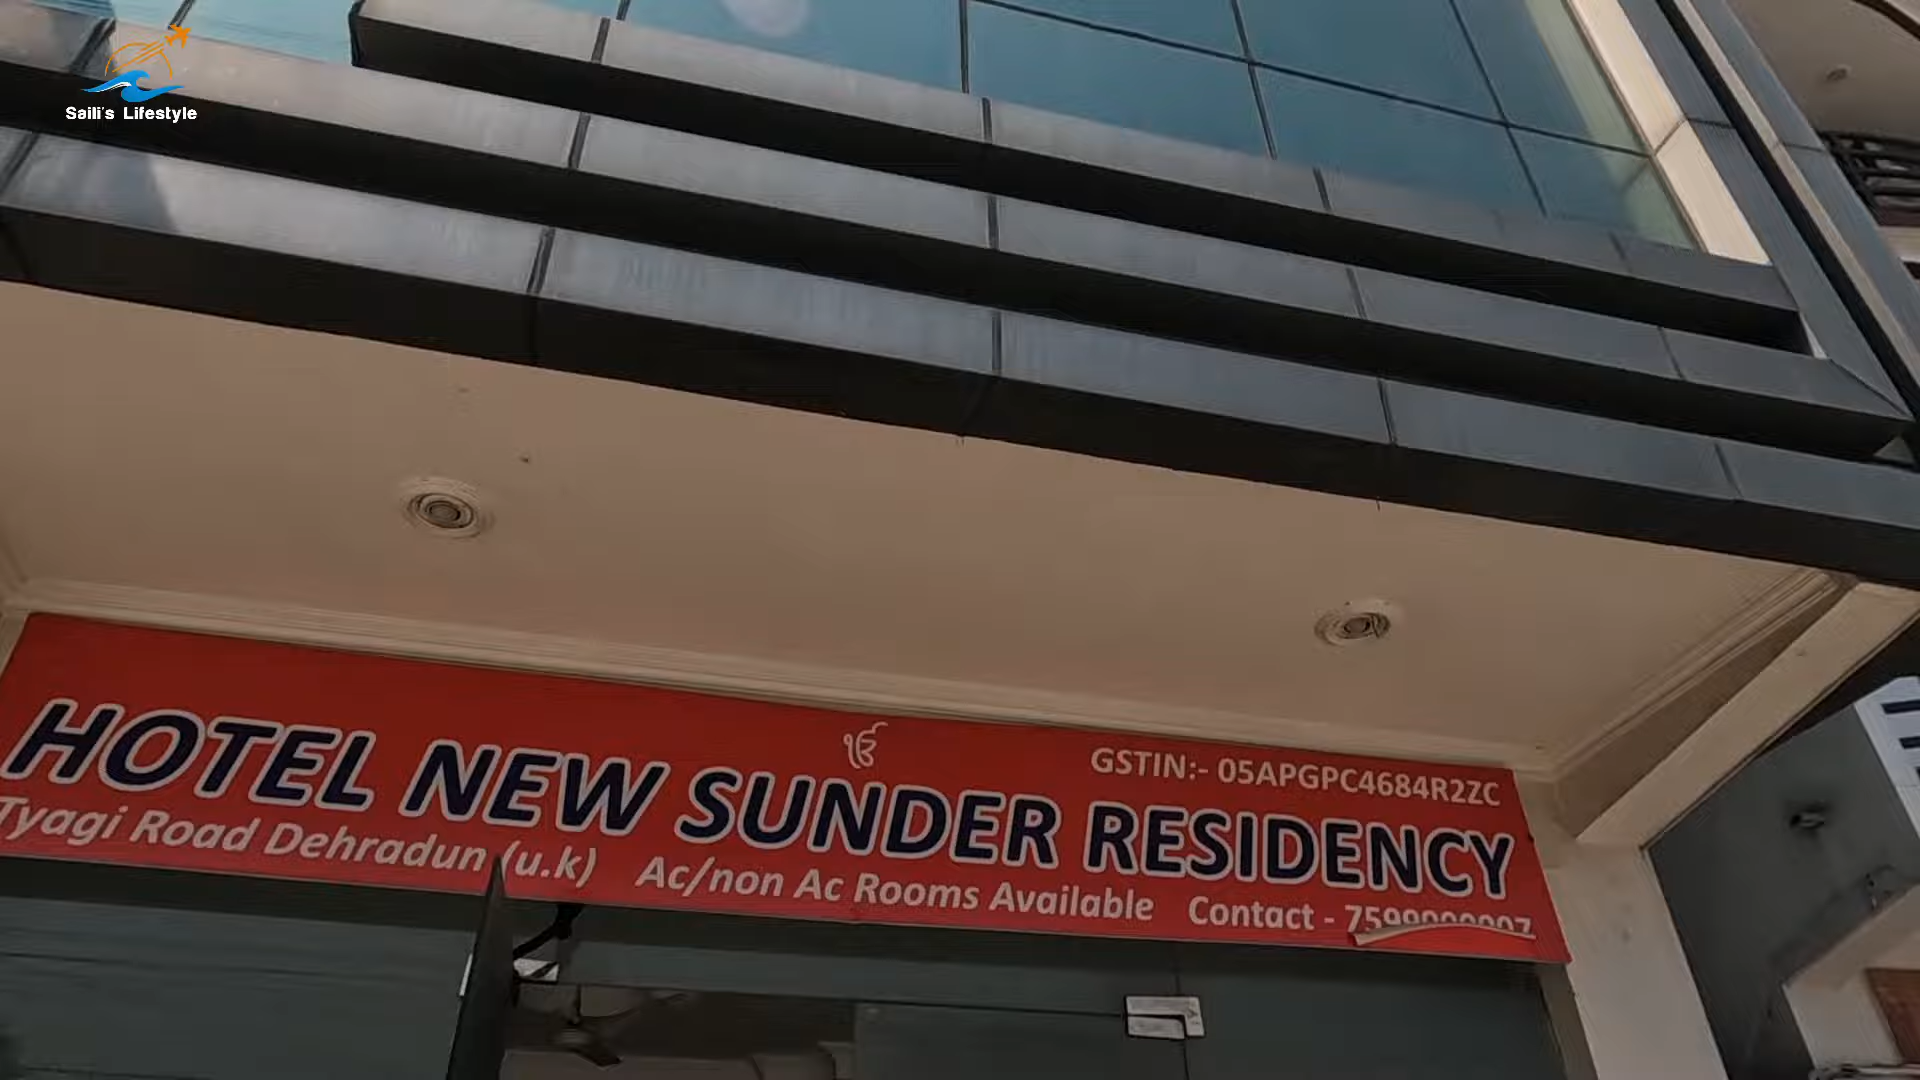 Saili's Lifestyle
ੴ
GSTIN:- 05APGPC4684R2ZC
HOTEL NEW SUNDER RESIDENCY
Tyagi Road Dehradun (u.k) Ac/non Ac Rooms Available Contact -